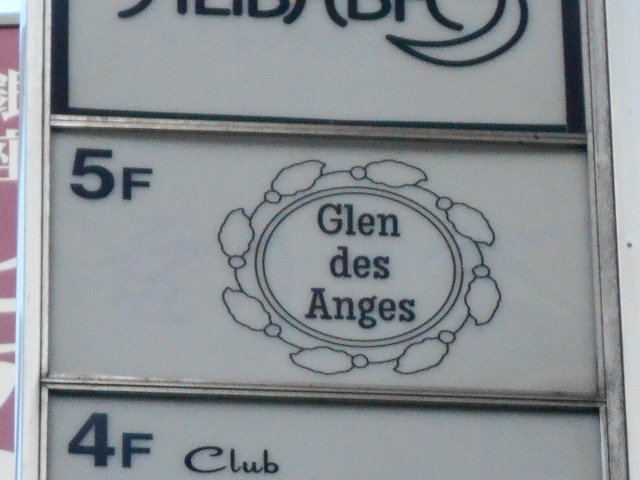 5F
Glen
des
Anges
4F
Club